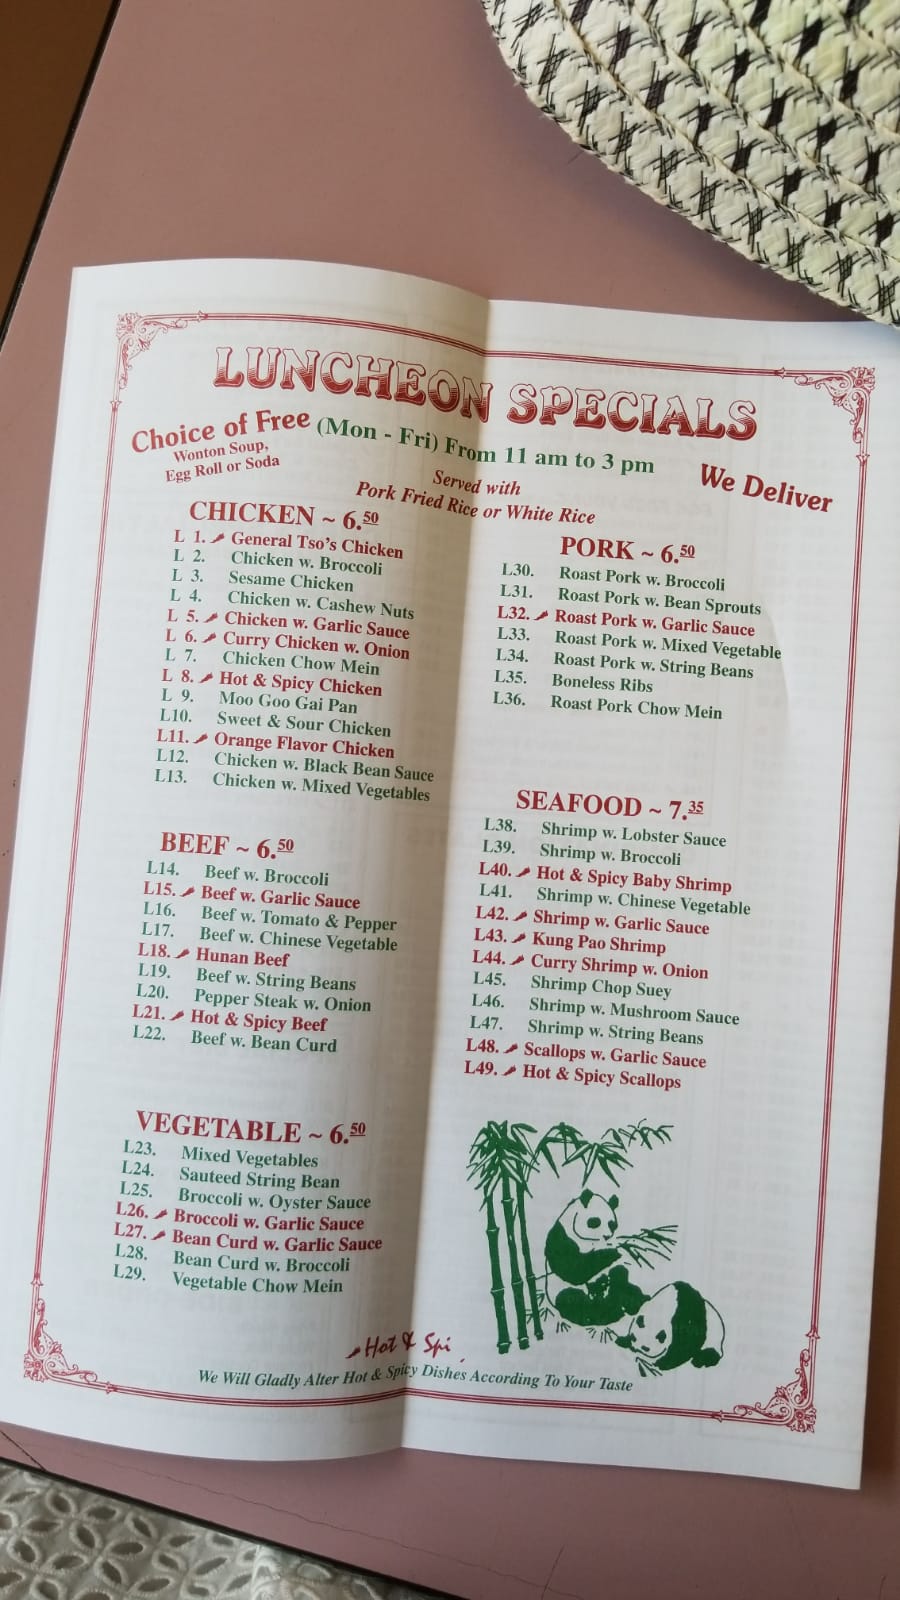 LUNCHEON SPECIALS
Choice of Free
Wonton Soup,
Egg Roll or Soda
(Mon - Fri) From 11 am to 3 pm
We Deliver
Served with
Pork Fried Rice or White Rice
CHICKEN ~ 6.50
L 1. General Tso's Chicken
L 2. Chicken w. Broccoli
L 3. Sesame Chicken
L 4. Chicken w. Cashew Nuts
L 5. Chicken w. Garlic Sauce
L 6. Curry Chicken w. Onion
L 7. Chicken Chow Mein
L 8. Hot & Spicy Chicken
L 9. Moo Goo Gai Pan
L10. Sweet & Sour Chicken
L11. Orange Flavor Chicken
L12. Chicken w. Black Bean Sauce
L13. Chicken w. Mixed Vegetables
BEEF ~ 6.50
L14. Beef w. Broccoli
L15. Beef w. Garlic Sauce
L16. Beef w. Tomato & Pepper
L17. Beef w. Chinese Vegetable
L18. Hunan Beef
L19. Beef w. String Beans
L20. Pepper Steak w. Onion
L21. Hot & Spicy Beef
L22. Beef w. Bean Curd
VEGETABLE ~ 6.50
L23. Mixed Vegetables
L24. Sauteed String Bean
L25. Broccoli w. Oyster Sauce
L26. Broccoli w. Garlic Sauce
L27. Bean Curd w. Garlic Sauce
L28. Bean Curd w. Broccoli
L29. Vegetable Chow Mein
PORK ~ 6.50
L30. Roast Pork w. Broccoli
L31. Roast Pork w. Bean Sprouts
L32. Roast Pork w. Garlic Sauce
L33. Roast Pork w. Mixed Vegetable
L34. Roast Pork w. String Beans
L35. Boneless Ribs
L36. Roast Pork Chow Mein
SEAFOOD ~ 7.35
L38. Shrimp w. Lobster Sauce
L39. Shrimp w. Broccoli
L40. Hot & Spicy Baby Shrimp
L41. Shrimp w. Chinese Vegetable
L42. Shrimp w. Garlic Sauce
L43. Kung Pao Shrimp
L44. Curry Shrimp w. Onion
L45. Shrimp Chop Suey
L46. Shrimp w. Mushroom Sauce
L47. Shrimp w. String Beans
L48. Scallops w. Garlic Sauce
L49. Hot & Spicy Scallops
Hot & Spi
We Will Gladly Alter Hot & Spicy Dishes According To Your Taste